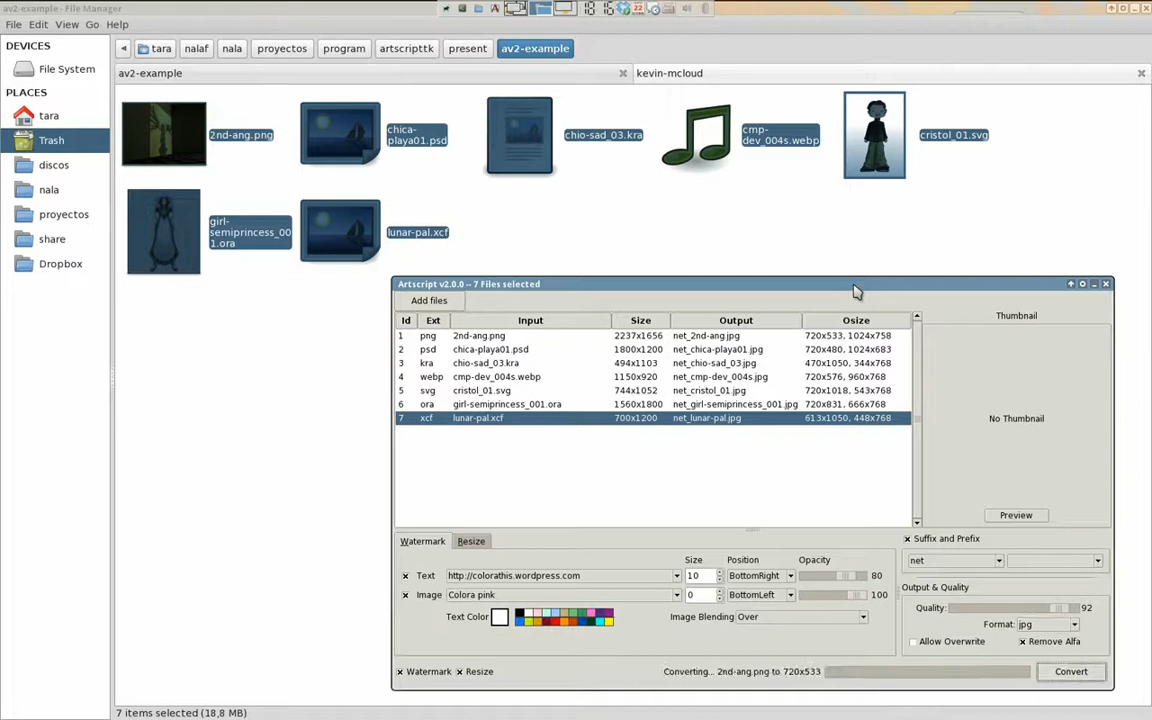 av2-example - File Manager
18 16 22
File Edit View Go Help
DEVICES
File System
PLACES
tara
Trash
discos
nala
proyectos
share
Dropbox
tara nalaf nala proyectos program artscripttk present av2-example
av2-example
kevin-mcloud
2nd-ang.png
chica-
playa01.psd
chio-sad_03.kra
cmp-
dev_004s.webp
cristol_01.svg
girl-
semiprincess_00
1.ora
lunar-pal.xcf
Artscript v2.0.0 -- 7 Files selected
Add files
Id Ext Input Size Output Osize
1 png 2nd-ang.png 2237x1656 net_2nd-ang.jpg 720x533, 1024x758
2 psd chica-playa01.psd 1800x1200 net_chica-playa01.jpg 720x480, 1024x683
3 kra chio-sad_03.kra 494x1103 net_chio-sad_03.jpg 470x1050, 344x768
4 webp cmp-dev_004s.webp 1150x920 net_cmp-dev_004s.jpg 720x576, 960x768
5 svg cristol_01.svg 744x1052 net_cristol_01.jpg 720x1018, 543x768
6 ora girl-semiprincess_001.ora 1560x1800 net_girl-semiprincess_001.jpg 720x831, 666x768
7 xcf lunar-pal.xcf 700x1200 net_lunar-pal.jpg 613x1050, 448x768
Thumbnail
No Thumbnail
Preview
Watermark Resize
Size Position Opacity
Text http://colorathis.wordpress.com 10 BottomRight 80
Image Colora pink 0 BottomLeft 100
Text Color Image Blending Over
Suffix and Prefix
net
Output & Quality
Quality: 92
Format: jpg
Allow Overwrite Remove Alfa
Watermark Resize Converting... 2nd-ang.png to 720x533 Convert
7 items selected (18,8 MB)